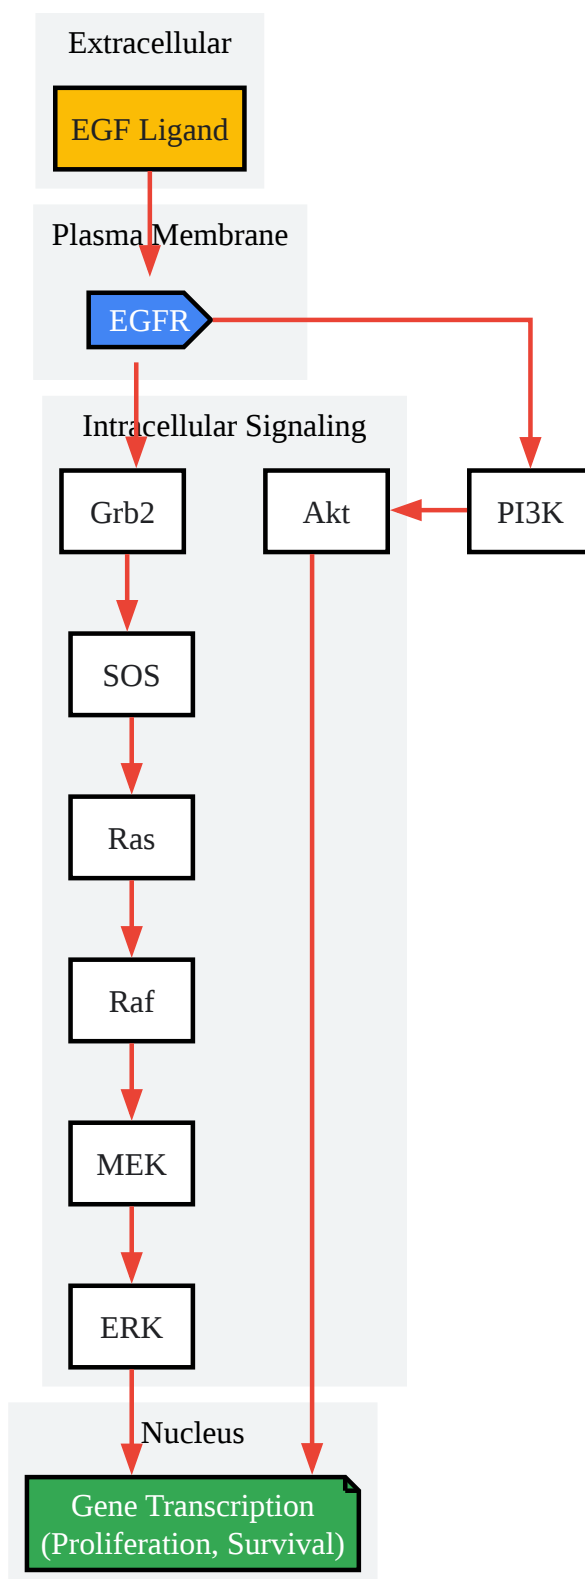 Extracellular
EGF Ligand
Plasma Membrane
EGFR
Intracellular Signaling
Grb2
Akt
PI3K
SOS
Ras
Raf
MEK
ERK
Nucleus
Gene Transcription
(Proliferation, Survival)